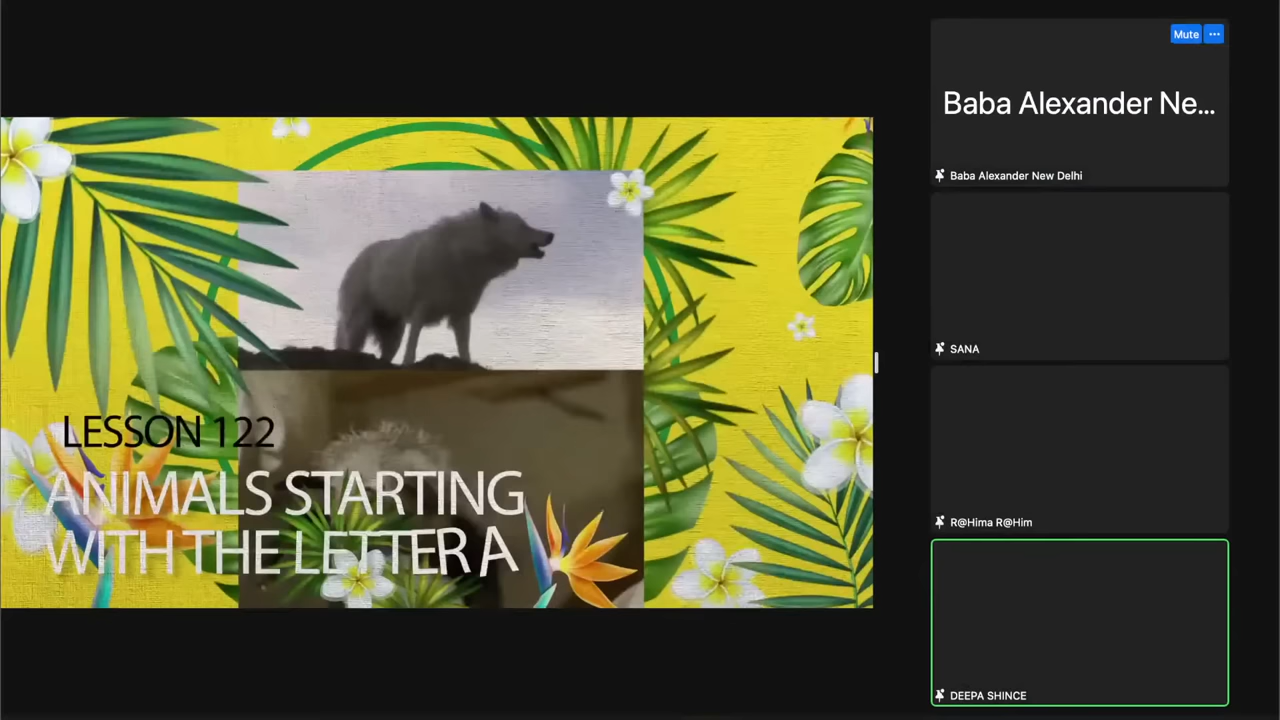 LESSON 122
ANIMALS STARTING
WITH THE LETTER A
Mute
Baba Alexander Ne...
Baba Alexander New Delhi
SANA
R@Hima R@Him
DEEPA SHINCE